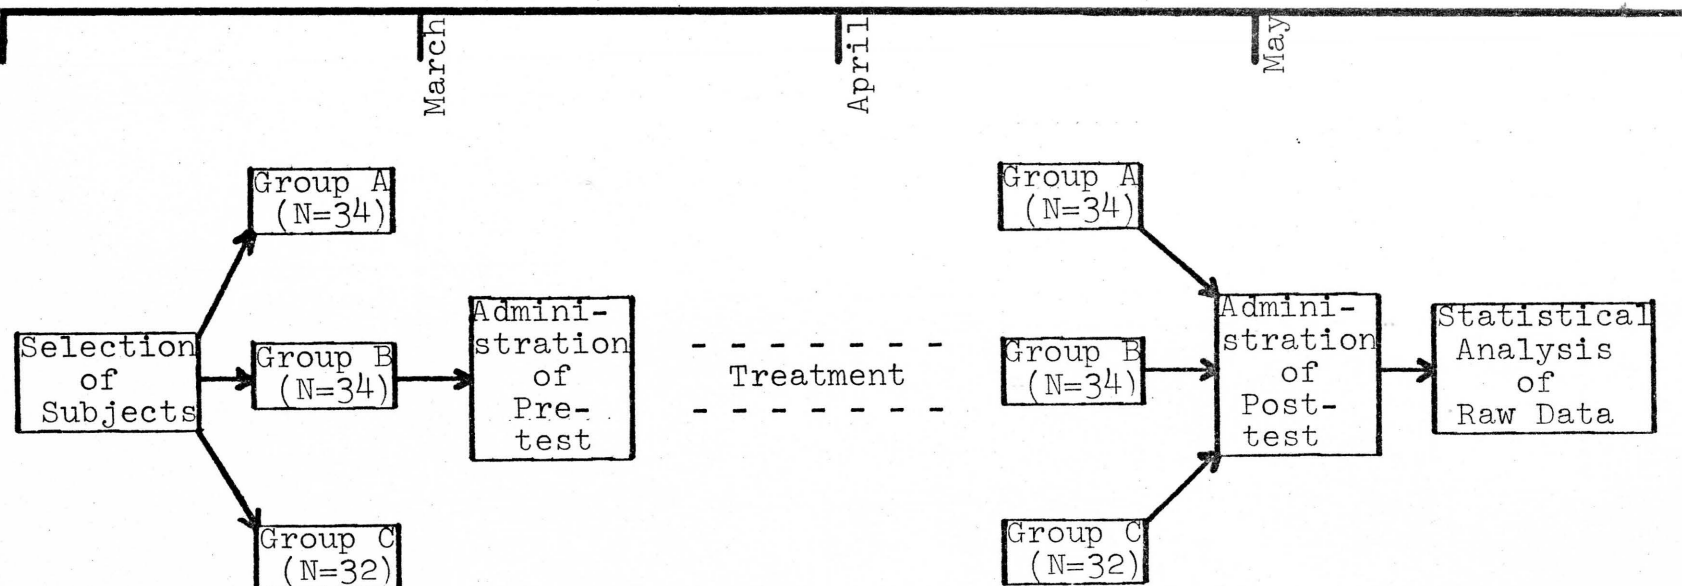 March
April
May
Group A
(N=34)
Selection
of
Subjects
Group B
(N=34)
Group C
(N=32)
Admini-
stration
of
Pre-
test
Treatment
Group A
(N=34)
Group B
(N=34)
Group C
(N=32)
Admini-
stration
of
Post-
test
Statistical
Analysis
of
Raw Data